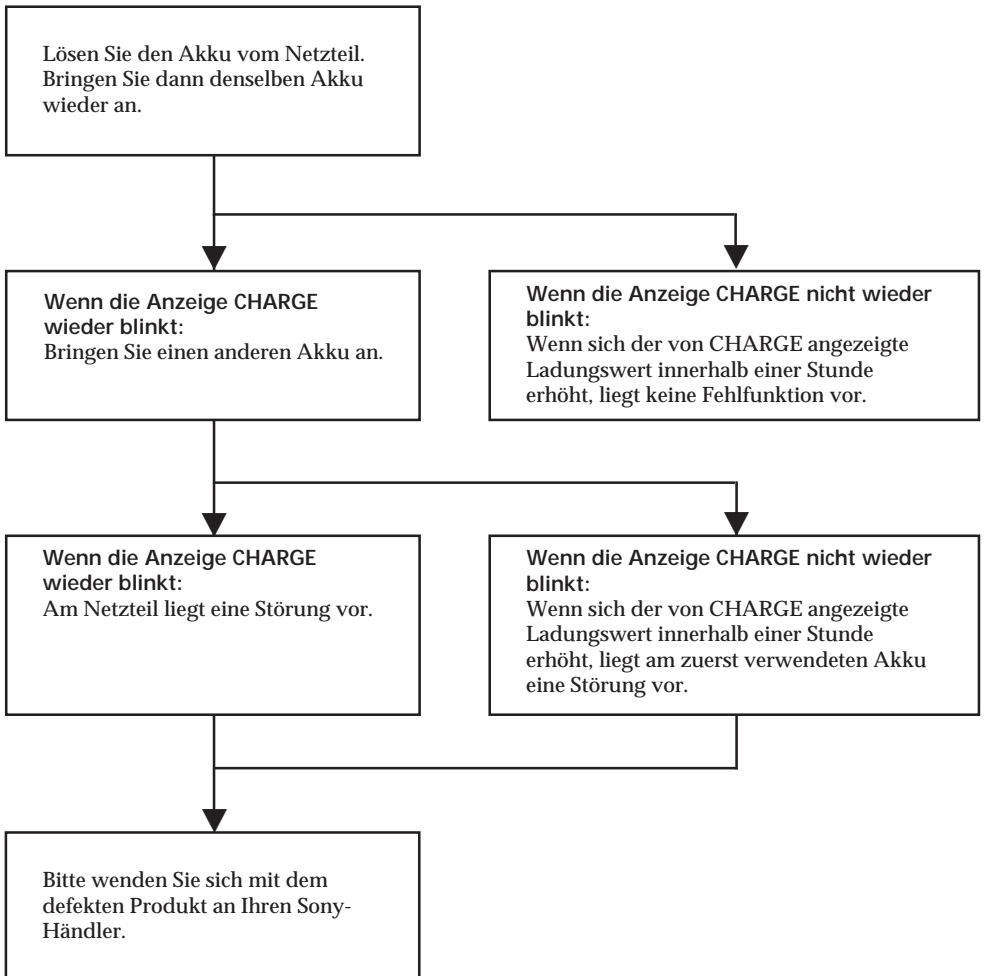 Lösen Sie den Akku vom Netzteil.
Bringen Sie dann denselben Akku
wieder an.
Wenn die Anzeige CHARGE
wieder blinkt:
Bringen Sie einen anderen Akku an.
Wenn die Anzeige CHARGE nicht wieder
blinkt:
Wenn sich der von CHARGE angezeigte
Ladungswert innerhalb einer Stunde
erhöht, liegt keine Fehlfunktion vor.
Wenn die Anzeige CHARGE
wieder blinkt:
Am Netzteil liegt eine Störung vor.
Wenn die Anzeige CHARGE nicht wieder
blinkt:
Wenn sich der von CHARGE angezeigte
Ladungswert innerhalb einer Stunde
erhöht, liegt am zuerst verwendeten Akku
eine Störung vor.
Bitte wenden Sie sich mit dem
defekten Produkt an Ihren Sony-
Händler.